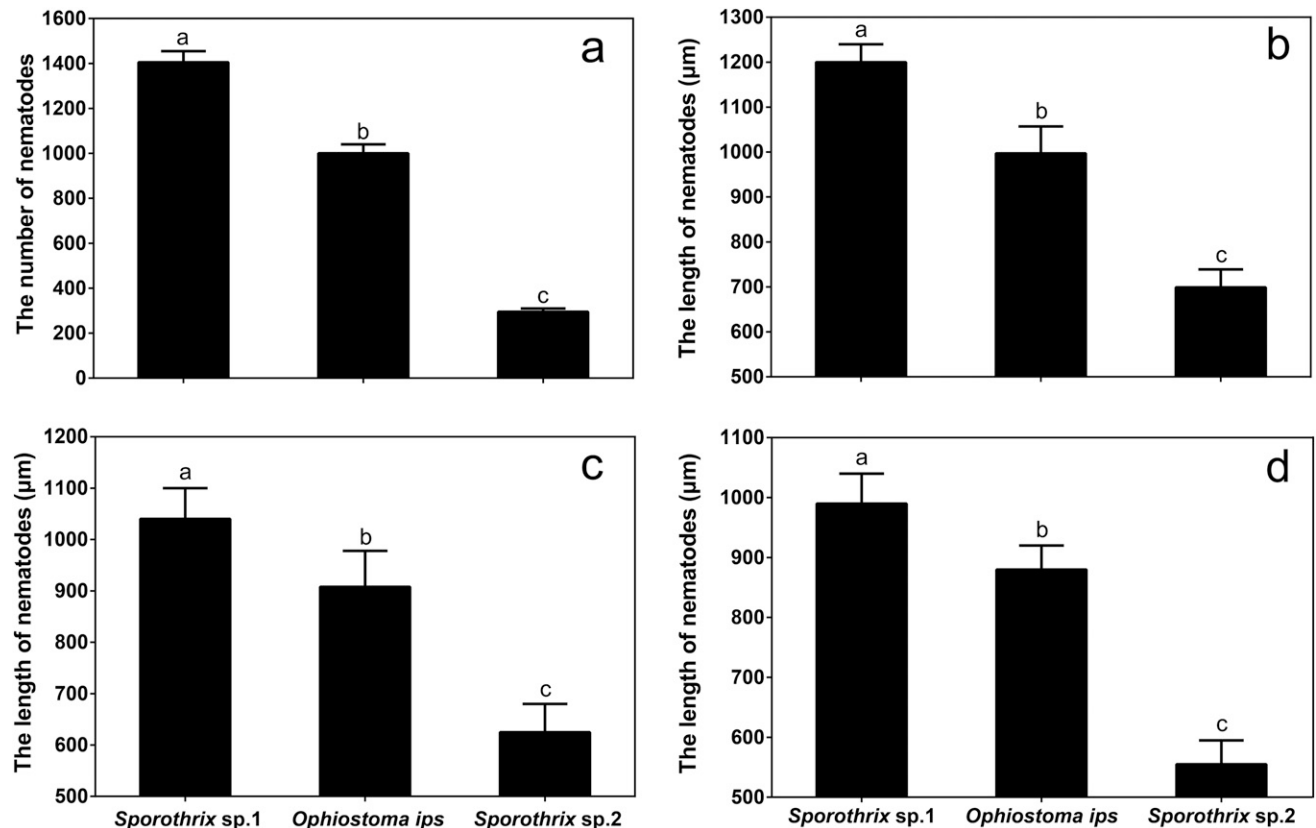 The number of nematodes
1600
1400
1200
1000
800
600
400
200
0
a
b
c
a
The length of nematodes (μm)
1300
1200
1100
1000
900
800
700
600
500
a
b
c
b
The length of nematodes (μm)
1200
1100
1000
900
800
700
600
500
a
b
c
c
Sporothrix sp.1 Ophiostoma ips Sporothrix sp.2
The length of nematodes (μm)
1100
1000
900
800
700
600
500
a
b
c
d
Sporothrix sp.1 Ophiostoma ips Sporothrix sp.2